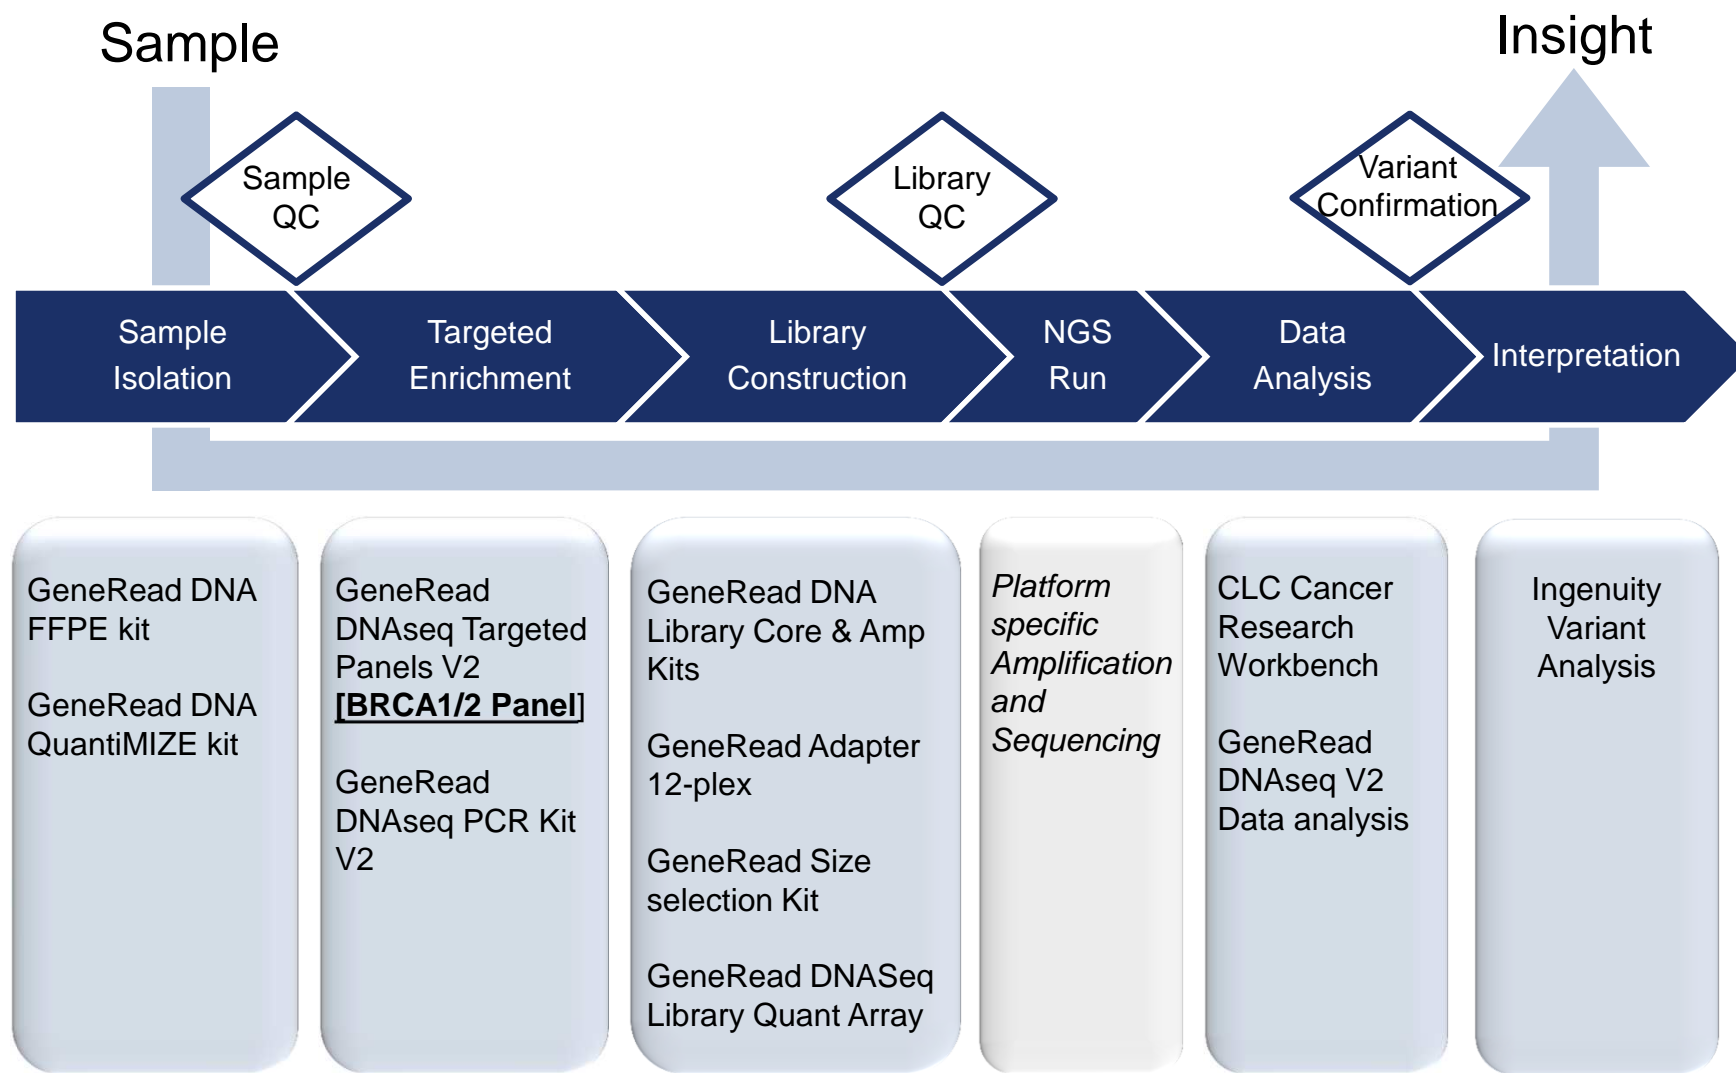 Sample
Insight
Sample
QC
Library
QC
Variant
Confirmation
Sample
Isolation
Targeted
Enrichment
Library
Construction
NGS
Run
Data
Analysis
Interpretation
GeneRead DNA
FFPE kit
GeneRead DNA
QuantiMIZE kit
GeneRead
DNAseq Targeted
Panels V2
[BRCA1/2 Panel]
GeneRead
DNAseq PCR Kit
V2
GeneRead DNA
Library Core & Amp
Kits
GeneRead Adapter
12-plex
GeneRead Size
selection Kit
GeneRead DNASeq
Library Quant Array
Platform
specific
Amplification
and
Sequencing
CLC Cancer
Research
Workbench
GeneRead
DNAseq V2
Data analysis
Ingenuity
Variant
Analysis